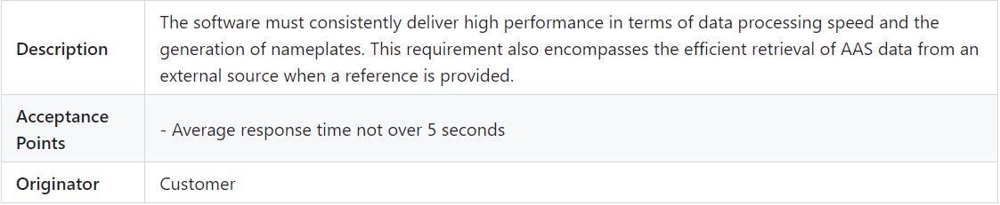 Description
The software must consistently deliver high performance in terms of data processing speed and the
generation of nameplates. This requirement also encompasses the efficient retrieval of AAS data from an
external source when a reference is provided.
Acceptance
Points
- Average response time not over 5 seconds
Originator
Customer